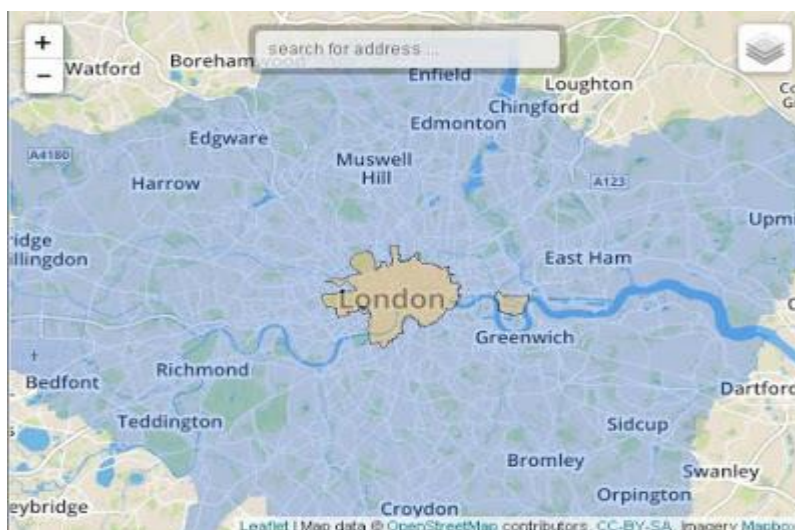 +
search for address ...
−
Watford
Boreham
Enfield
Loughton
Chingford
Edmonton
Edgware
A4180
Muswell
Hill
Harrow
A123
Upmi
ridge
illingdon
East Ham
London
Greenwich
Richmond
Bedfont
Dartford
Teddington
Sidcup
Bromley
Swanley
Orpington
eybridge
Croydon
Leaflet | Map data © OpenStreetMap contributors, CC-BY-SA, Imagery Mapbox